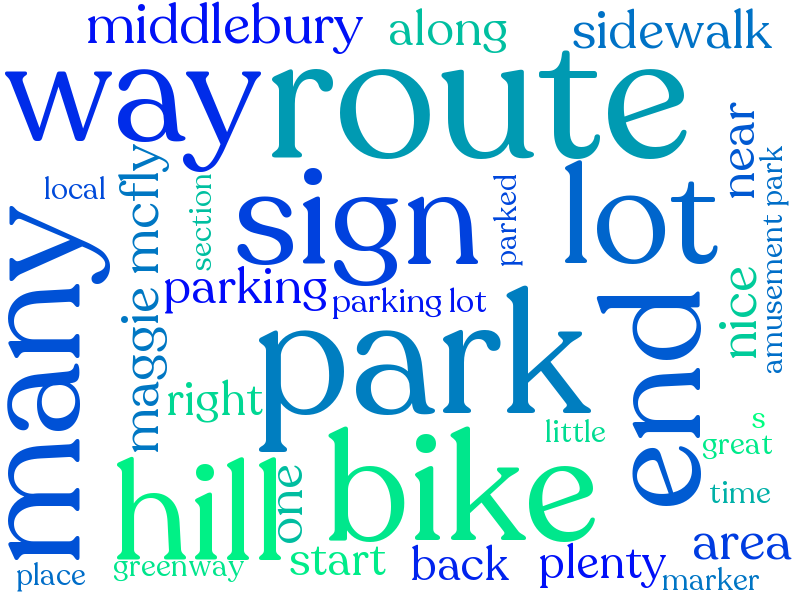 middlebury
along
sidewalk
way
route
near
amusement park
local
maggie mcfly
section
sign
parked
lot
many
parking
parking lot
nice
end
park
right
little
s
great
hill
one
bike
time
place
greenway
start
back
plenty
area
marker